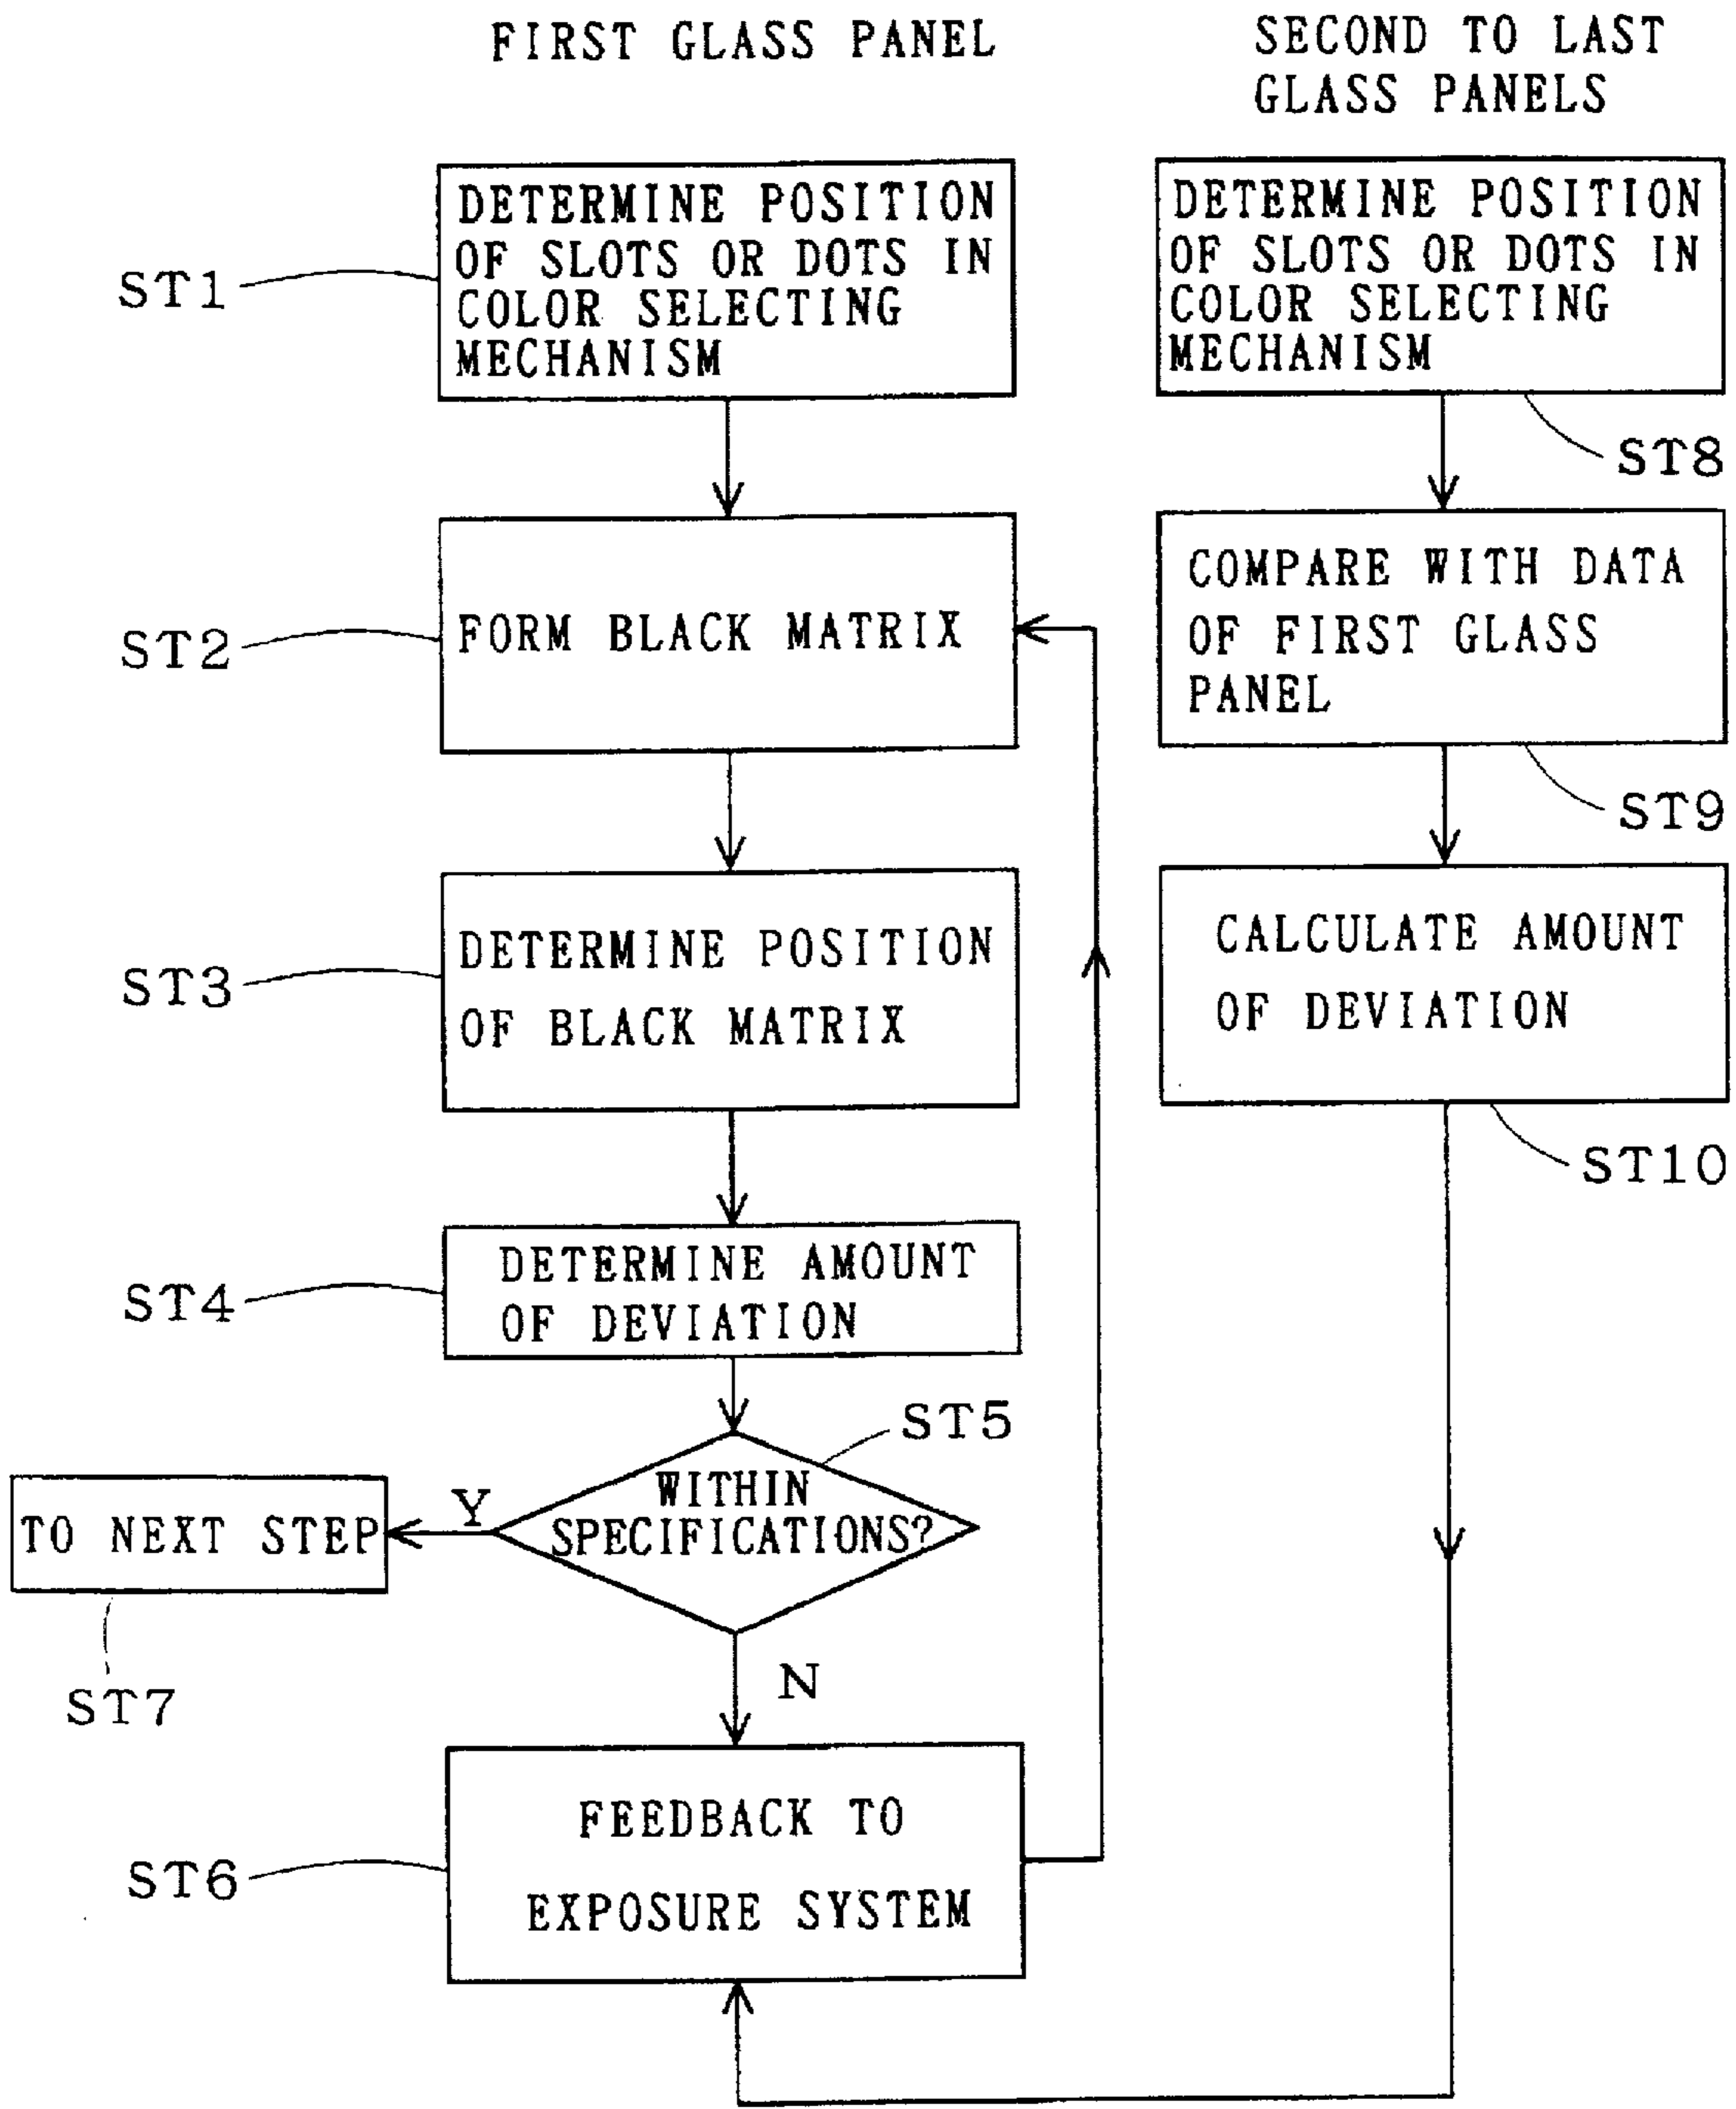 FIRST GLASS PANEL
SECOND TO LAST
GLASS PANELS
DETERMINE POSITION
OF SLOTS OR DOTS IN
COLOR SELECTING
MECHANISM
ST1
FORM BLACK MATRIX
ST2
DETERMINE POSITION
OF BLACK MATRIX
ST3
DETERMINE AMOUNT
OF DEVIATION
ST4
ST5
WITHIN
SPECIFICATIONS?
Y
TO NEXT STEP
ST7
N
FEEDBACK TO
EXPOSURE SYSTEM
ST6
DETERMINE POSITION
OF SLOTS OR DOTS IN
COLOR SELECTING
MECHANISM
ST8
COMPARE WITH DATA
OF FIRST GLASS
PANEL
ST9
CALCULATE AMOUNT
OF DEVIATION
ST10